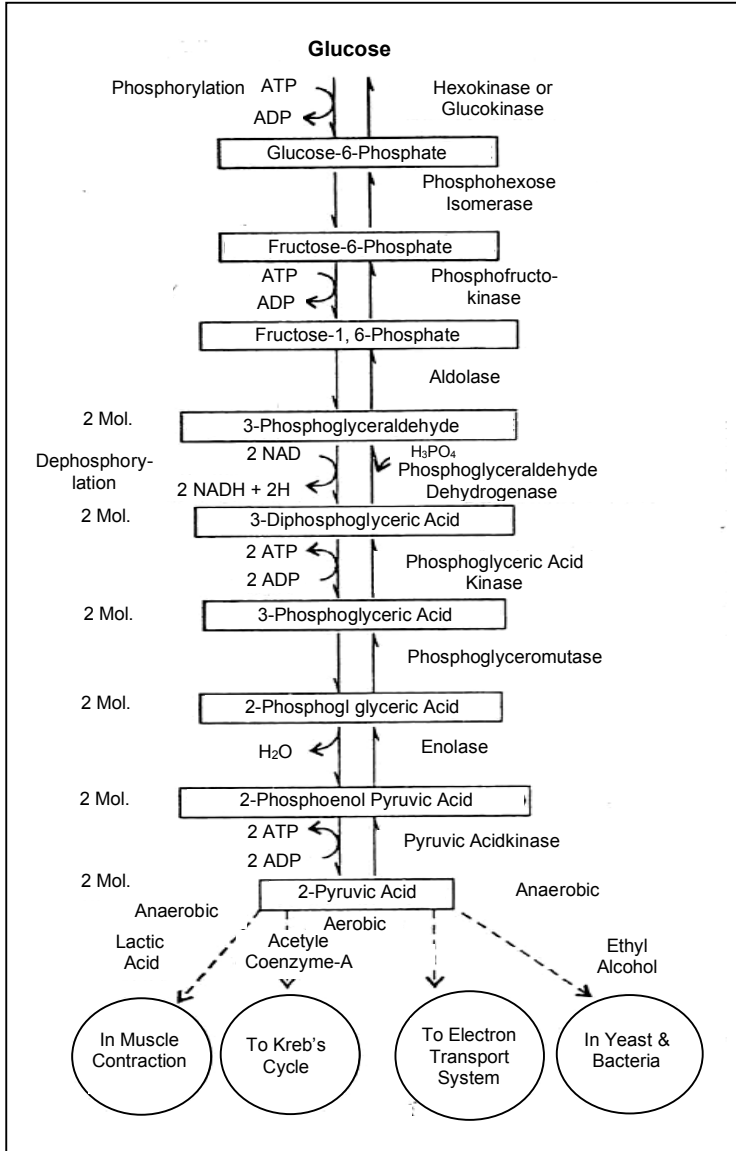 Glucose
Phosphorylation
ATP
ADP
Hexokinase or
Glucokinase
Glucose-6-Phosphate
Phosphohexose
Isomerase
Fructose-6-Phosphate
ATP
ADP
Phosphofructo-
kinase
Fructose-1, 6-Phosphate
Aldolase
2 Mol.
3-Phosphoglyceraldehyde
Dephosphory-
lation
2 NAD
2 NADH + 2H
H₃PO₄
Phosphoglyceraldehyde
Dehydrogenase
2 Mol.
3-Diphosphoglyceric Acid
2 ATP
2 ADP
Phosphoglyceric Acid
Kinase
2 Mol.
3-Phosphoglyceric Acid
Phosphoglyceromutase
2 Mol.
2-Phosphogl glyceric Acid
H₂O
Enolase
2 Mol.
2-Phosphoenol Pyruvic Acid
2 ATP
2 ADP
Pyruvic Acidkinase
2 Mol.
2-Pyruvic Acid
Anaerobic
Aerobic
Anaerobic
Lactic
Acid
Acetyle
Coenzyme-A
Ethyl
Alcohol
In Muscle
Contraction
To Kreb's
Cycle
To Electron
Transport
System
In Yeast &
Bacteria